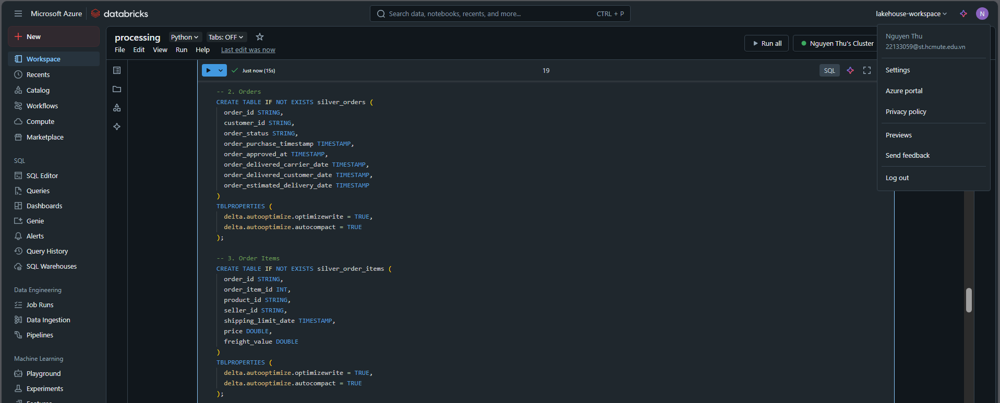 Microsoft Azure databricks
Search data, notebooks, recents, and more... CTRL + P
lakehouse-workspace N
New
Workspace
Recents
Catalog
Workflows
Compute
Marketplace
SQL
SQL Editor
Queries
Dashboards
Genie
Alerts
Query History
SQL Warehouses
Data Engineering
Job Runs
Data Ingestion
Pipelines
Machine Learning
Playground
Experiments
Features
processing Python Tabs: OFF
File Edit View Run Help Last edit was now
Run all Nguyen Thu's Cluster
Just now (15s) 19 SQL
-- 2. Orders
CREATE TABLE IF NOT EXISTS silver_orders (
order_id STRING,
customer_id STRING,
order_status STRING,
order_purchase_timestamp TIMESTAMP,
order_approved_at TIMESTAMP,
order_delivered_carrier_date TIMESTAMP,
order_delivered_customer_date TIMESTAMP,
order_estimated_delivery_date TIMESTAMP
)
TBLPROPERTIES (
delta.autooptimize.optimizewrite = TRUE,
delta.autooptimize.autocompact = TRUE
);
-- 3. Order Items
CREATE TABLE IF NOT EXISTS silver_order_items (
order_id STRING,
order_item_id INT,
product_id STRING,
seller_id STRING,
shipping_limit_date TIMESTAMP,
price DOUBLE,
freight_value DOUBLE
)
TBLPROPERTIES (
delta.autooptimize.optimizewrite = TRUE,
delta.autooptimize.autocompact = TRUE
);
Nguyen Thu
22133059@st.hcmute.edu.vn
Settings
Azure portal
Privacy policy
Previews
Send feedback
Log out